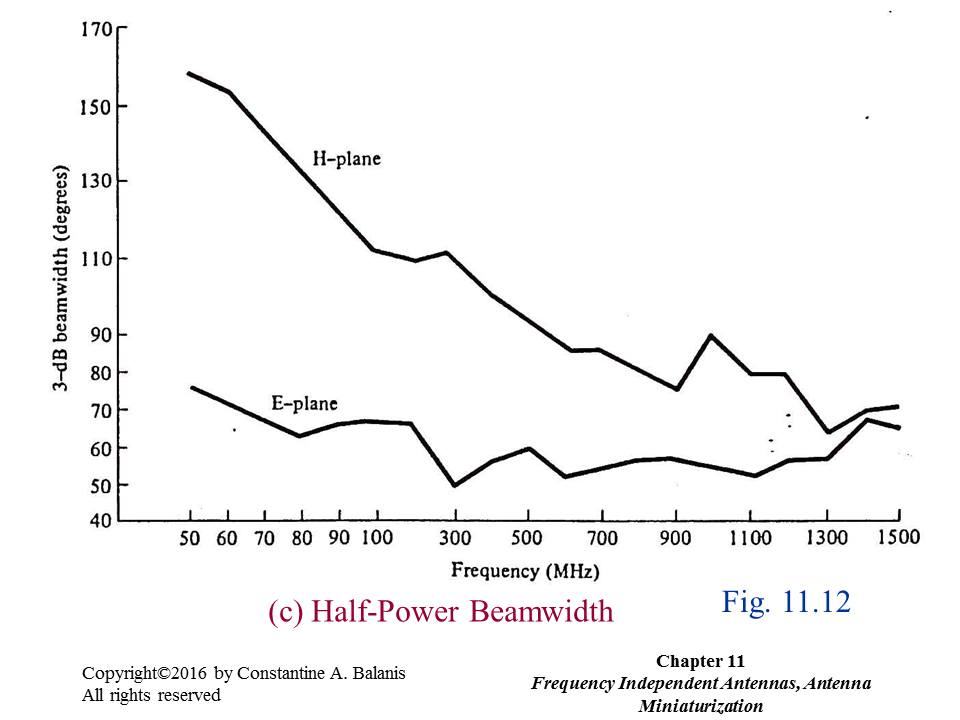 170
150
130
110
90
80
70
60
50
40
3-dB beamwidth (degrees)
H-plane
E-plane
50 60 70 80 90 100 300 500 700 900 1100 1300 1500
Frequency (MHz)
(c) Half-Power Beamwidth
Fig. 11.12
Copyright©2016 by Constantine A. Balanis
All rights reserved
Chapter 11
Frequency Independent Antennas, Antenna
Miniaturization